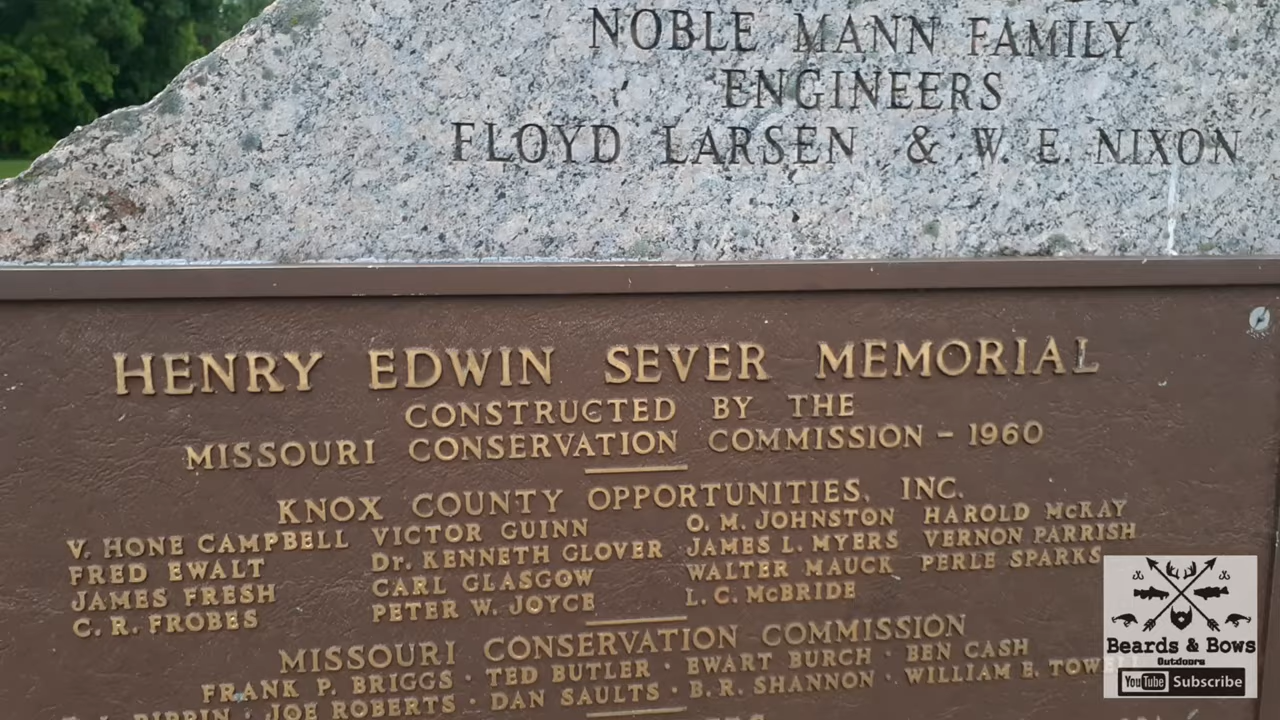 NOBLE MANN FAMILY
ENGINEERS
FLOYD LARSEN & W. E. NIXON
HENRY EDWIN SEVER MEMORIAL
CONSTRUCTED BY THE
MISSOURI CONSERVATION COMMISSION - 1960
KNOX COUNTY OPPORTUNITIES, INC.
V. HONE CAMPBELL VICTOR GUINN O. M. JOHNSTON HAROLD McKAY
FRED EWALT Dr. KENNETH GLOVER JAMES L. MYERS VERNON PARRISH
JAMES FRESH CARL GLASGOW WALTER MAUCK PERLE SPARKS
C. R. FROBES PETER W. JOYCE L. C. McBRIDE
MISSOURI CONSERVATION COMMISSION
FRANK P. BRIGGS · TED BUTLER · EWART BURCH · BEN CASH
JOE ROBERTS · DAN SAULTS · B. R. SHANNON · WILLIAM E.
Beards & Bows
Outdoors
YouTube Subscribe